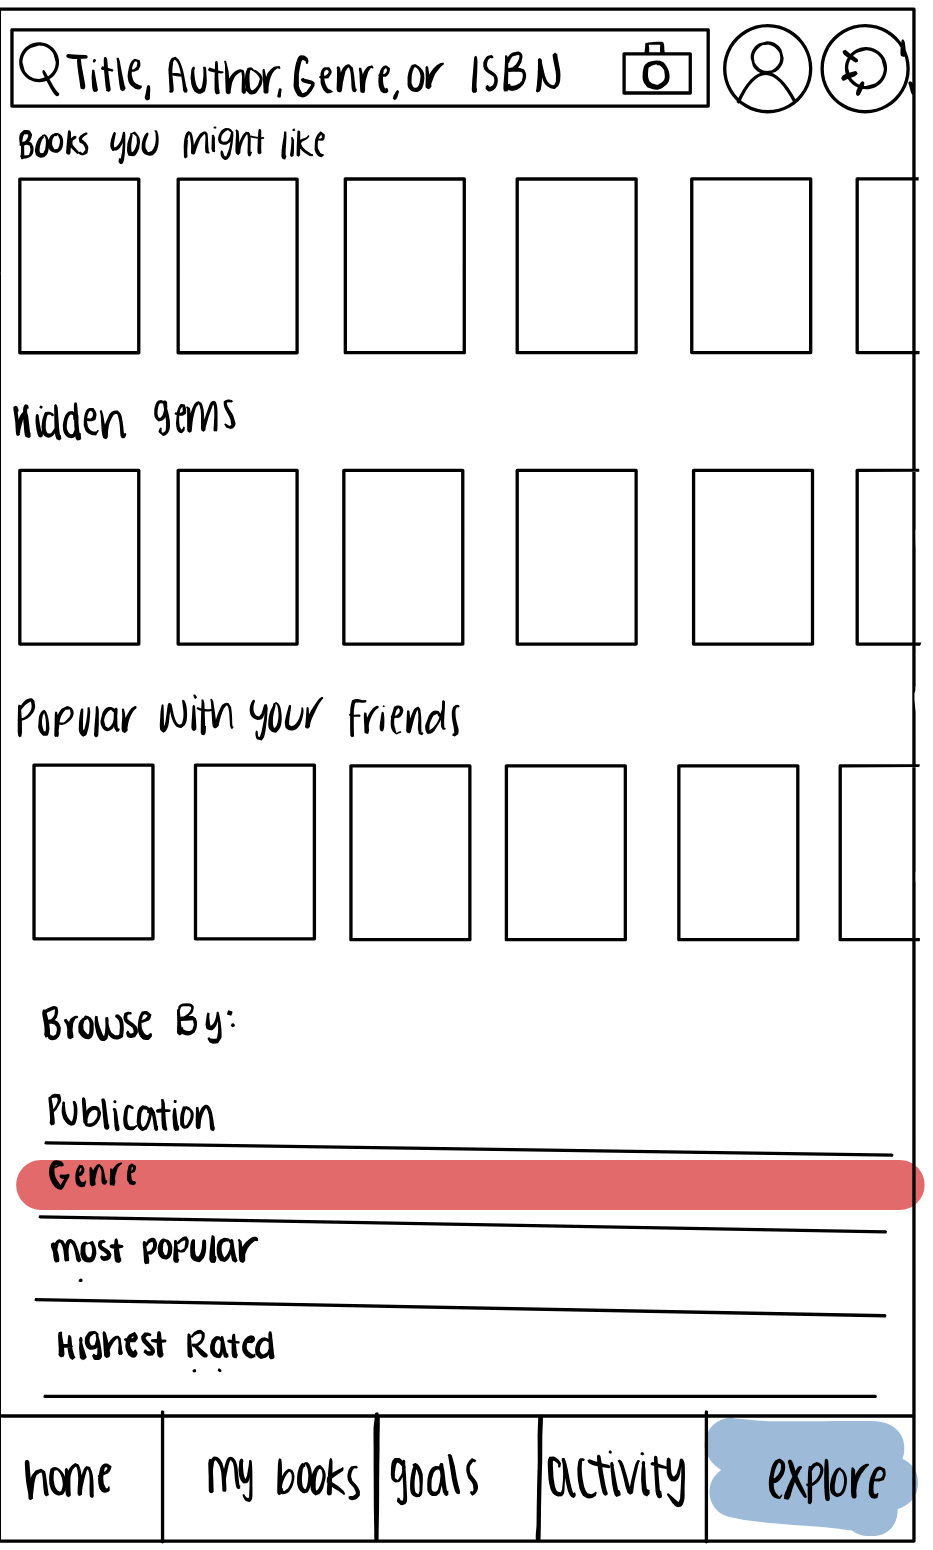 Title, Author, Genre, or ISBN
Books you might like
Hidden gems
Popular with your Friends
Browse By:
Publication
Genre
most popular
Highest Rated
home my books goals activity explore